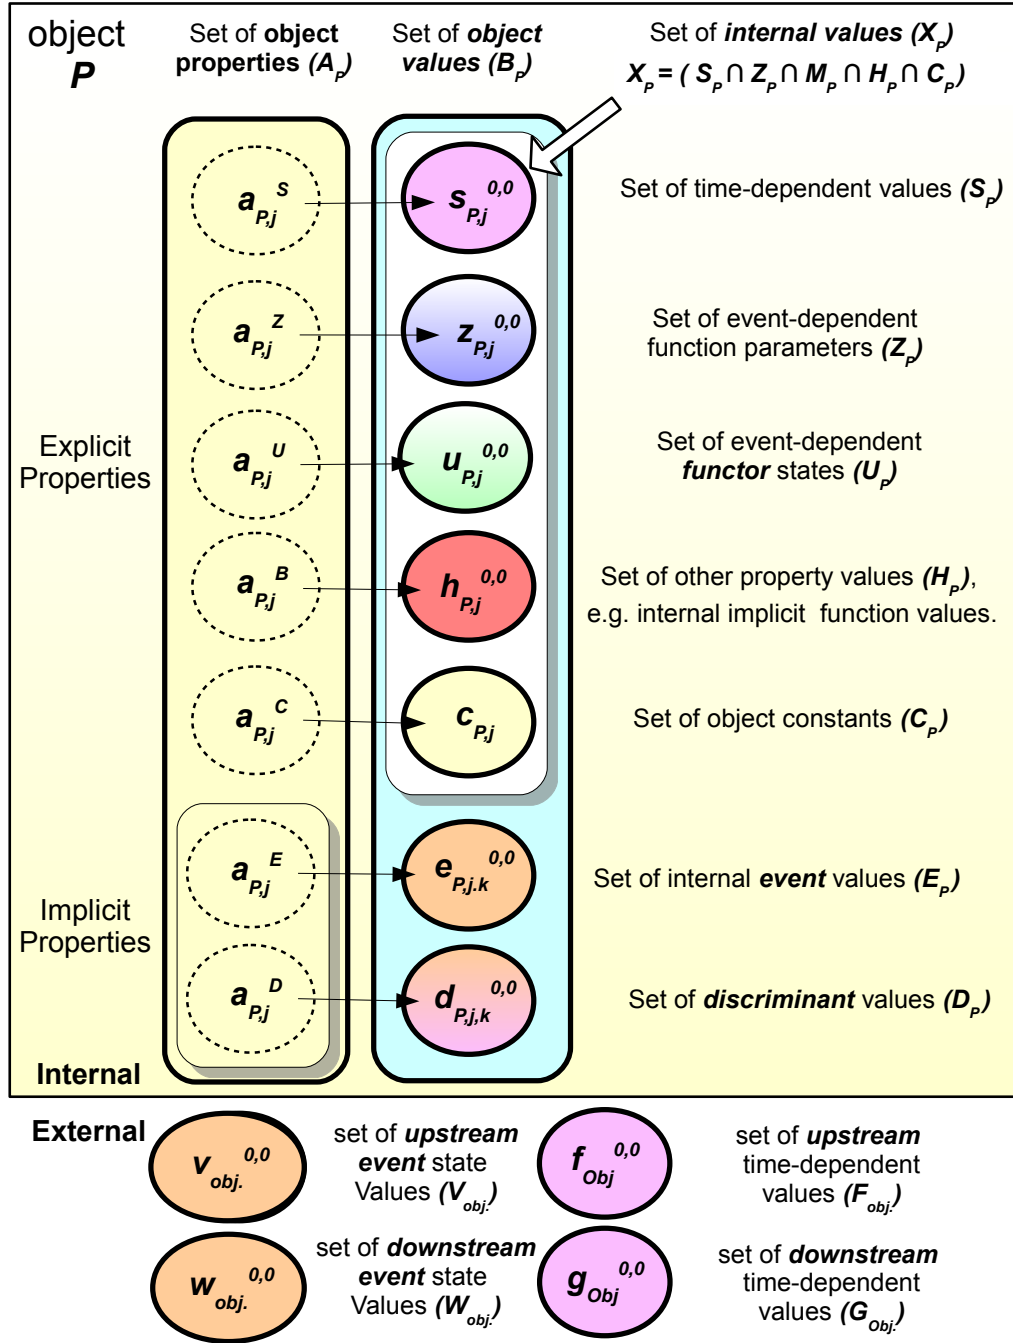 object
P
Set of object
properties (A_P)
Set of object
values (B_P)
Set of internal values (X_P)
X_P = ( S_P ∩ Z_P ∩ M_P ∩ H_P ∩ C_P)
a_P,j^S
s_P,j^0,0
Set of time-dependent values (S_P)
a_P,j^Z
z_P,j^0,0
Set of event-dependent
function parameters (Z_P)
Explicit
Properties
a_P,j^U
u_P,j^0,0
Set of event-dependent
functor states (U_P)
a_P,j^B
h_P,j^0,0
Set of other property values (H_P),
e.g. internal implicit function values.
a_P,j^C
c_P,j
Set of object constants (C_P)
a_P,j^E
e_P,j.k^0,0
Set of internal event values (E_P)
Implicit
Properties
a_P,j^D
d_P,j,k^0,0
Set of discriminant values (D_P)
Internal
External
v_obj.^0,0
set of upstream
event state
Values (V_obj.)
f_Obj^0,0
set of upstream
time-dependent
values (F_obj.)
w_obj.^0,0
set of downstream
event state
Values (W_obj.)
g_Obj^0,0
set of downstream
time-dependent
values (G_Obj.)